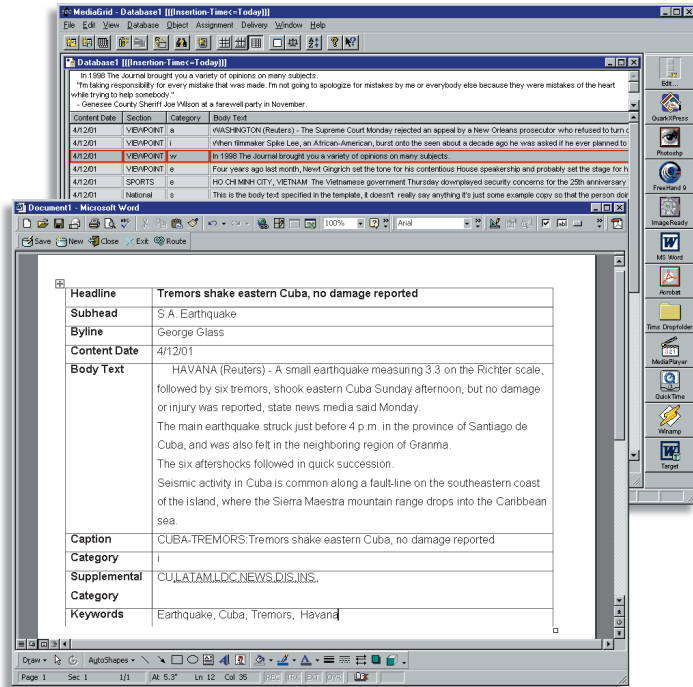 MediaGrid - Database1 [[[Insertion-Time<=Today]]]
File Edit View Database Object Assignment Delivery Window Help
Database1 [[[Insertion-Time<=Today]]]
In 1998 The Journal brought you a variety of opinions on many subjects.
"I'm taking responsibility for every mistake that was made. I'm not going to apologize for mistakes by me or everybody else because they were mistakes of the heart
while trying to help somebody."
- Genesee County Sheriff Joe Wilson at a farewell party in November.
Content Date Section Category Body Text
4/12/01 VIEWPOINT a WASHINGTON (Reuters) - The Supreme Court Monday rejected an appeal by a New Orleans prosecutor who refused to turn o
4/12/01 VIEWPOINT i When filmmaker Spike Lee, an African-American, burst onto the seen about a decade ago he was asked if he ever planned to
4/12/01 VIEWPOINT w In 1998 The Journal brought you a variety of opinions on many subjects.
4/12/01 VIEWPOINT e Four years ago last month, Newt Gingrich set the tone for his contentious House speakership and probably set the stage for h
4/12/01 SPORTS e HO CHI MINH CITY, VIETNAM The Vietnamese government Thursday downplayed security concerns for the 25th anniversary
4/12/01 National s This is the body text specified in the template, it doesn't really say anything it's just some example copy so that the person doin
Edit...
QuarkXPress
Photoshp
FreeHand 9
ImageReady
MS Word
Acrobat
Tims Dropfolder
MediaPlayer
QuickTime
Winamp
Target
Document1 - Microsoft Word
100% Arial
Save New Close Exit Route
Headline Tremors shake eastern Cuba, no damage reported
Subhead S.A. Earthquake
Byline George Glass
Content Date 4/12/01
Body Text HAVANA (Reuters) - A small earthquake measuring 3.3 on the Richter scale,
followed by six tremors, shook eastern Cuba Sunday afternoon, but no damage
or injury was reported, state news media said Monday.
The main earthquake struck just before 4 p.m. in the province of Santiago de
Cuba, and was also felt in the neighboring region of Granma.
The six aftershocks followed in quick succession.
Seismic activity in Cuba is common along a fault-line on the southeastern coast
of the island, where the Sierra Maestra mountain range drops into the Caribbean
sea.
Caption CUBA-TREMORS:Tremors shake eastern Cuba, no damage reported
Category i
Supplemental CU,LATAM,LDC,NEWS,DIS,INS,
Category
Keywords Earthquake, Cuba, Tremors, Havana
Draw AutoShapes
Page 1 Sec 1 1/1 At 5.3" Ln 12 Col 35 REC TRK EXT OVR